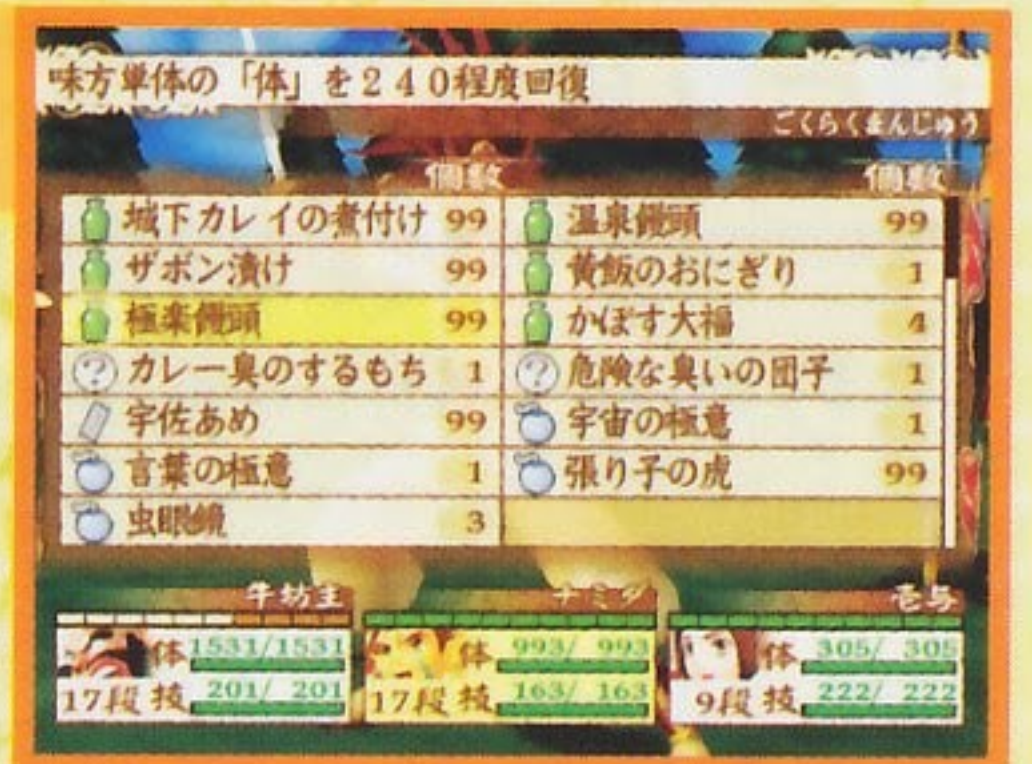 味方単体の「体」を240程度回復
ごくらくまんじゅう
個数 個数
城下カレイの煮付け 99 温泉饅頭 99
ザボン漬け 99 黄飯のおにぎり 1
極楽饅頭 99 かぼす大福 4
カレー臭のするもち 1 危険な臭いの団子 1
宇佐あめ 99 宇宙の極意 1
言葉の極意 1 張り子の虎 99
虫眼鏡 3
牛坊主 ナミダ 壱与
体 1531/1531 体 993/ 993 体 305/ 305
17段 技 201/ 201 17段 技 163/ 163 9段 技 222/ 222